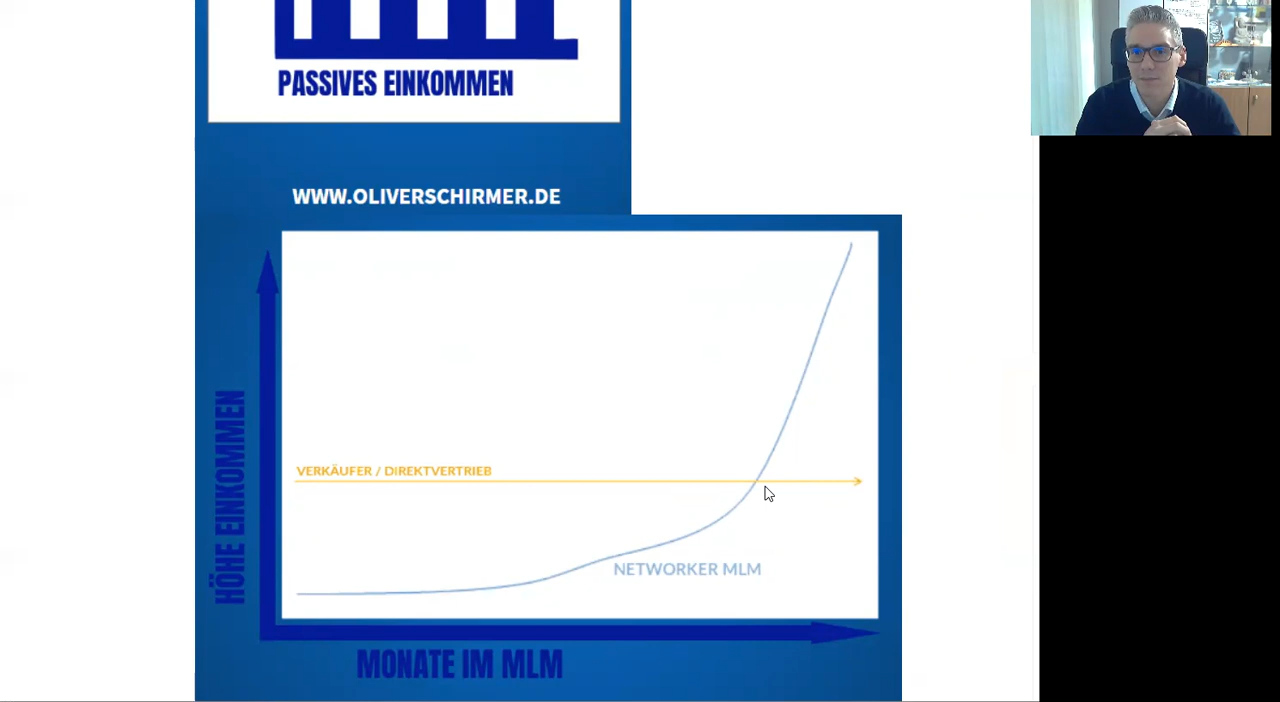 PASSIVES EINKOMMEN
WWW.OLIVERSCHIRMER.DE
HÖHE EINKOMMEN
VERKÄUFER / DIREKTVERTRIEB
NETWORKER MLM
MONATE IM MLM